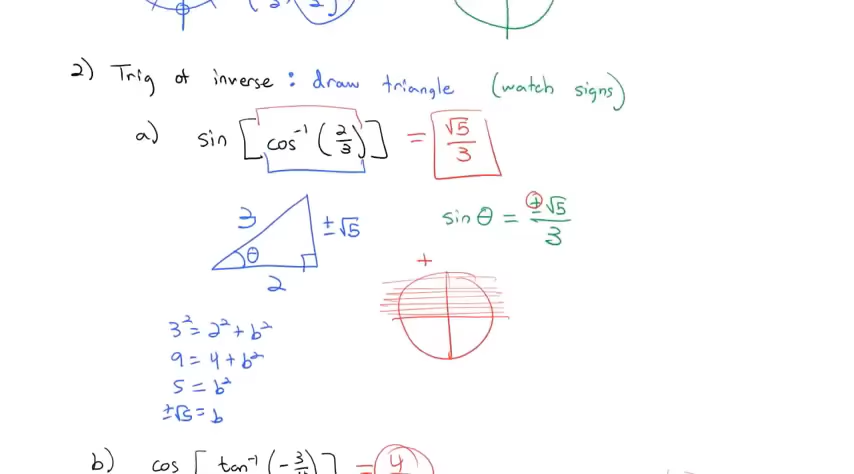 2) Trig of inverse : draw triangle (watch signs)
a) sin [ cos⁻¹ ( 2/3 ) ] = √5/3
3 ±√5
θ
2
sin θ = ±√5/3
+
3² = 2² + b²
9 = 4 + b²
5 = b²
±√5 = b
b) cos [ tan⁻¹ ( -3/ ) ] = 4